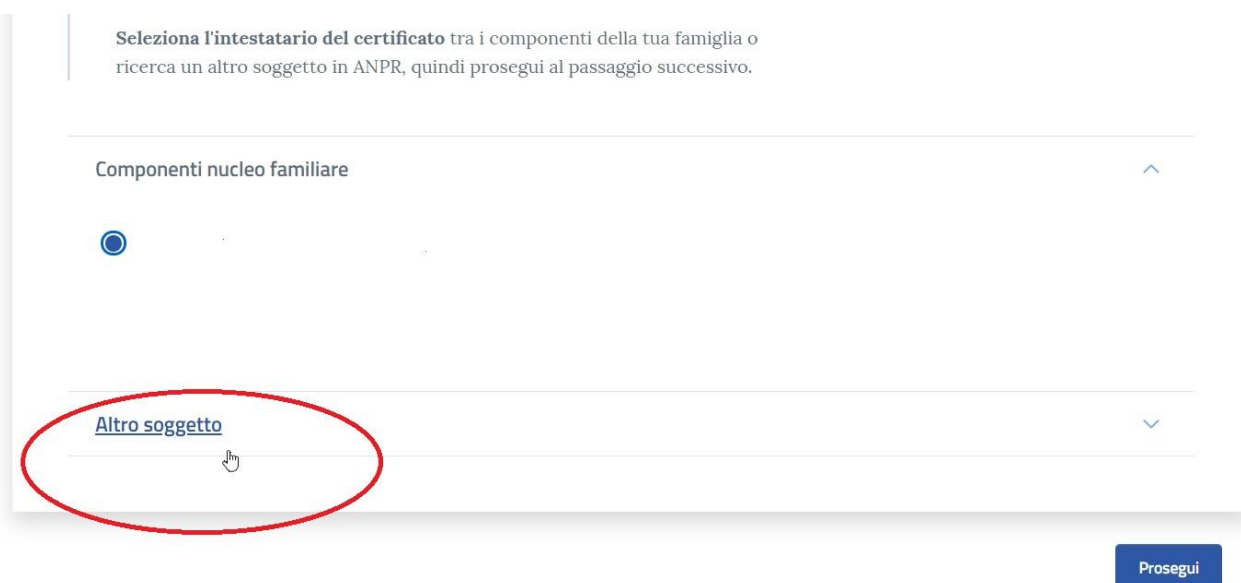 Seleziona l'intestatario del certificato tra i componenti della tua famiglia o
ricerca un altro soggetto in ANPR, quindi prosegui al passaggio successivo.
Componenti nucleo familiare
Altro soggetto
Prosegui